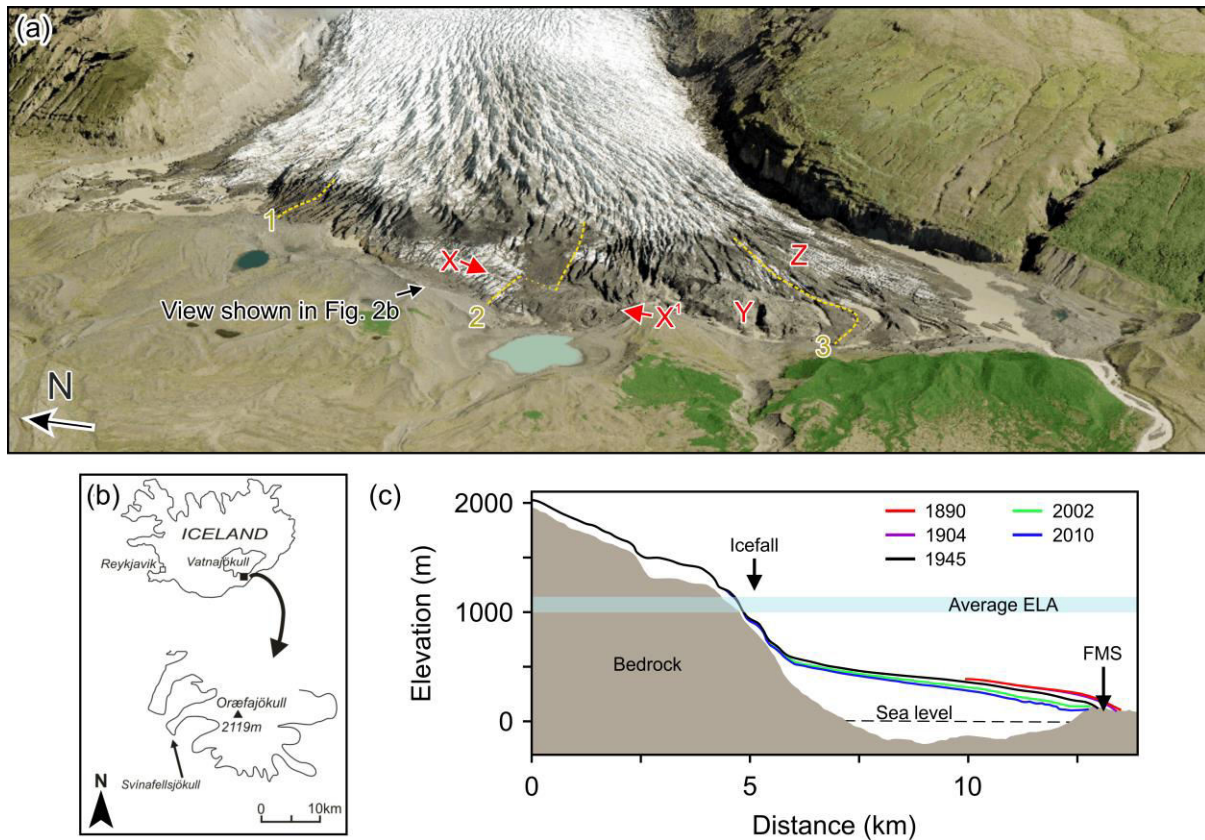 (a)
1
X
Z
View shown in Fig. 2b
2
X¹
Y
3
N
(b)
ICELAND
Reykjavik
Vatnajökull
Oræfajökull
2119m
Svínafellsjökull
N
0 10km
(c)
2000
1000
0
Elevation (m)
1890
1904
1945
2002
2010
Icefall
Average ELA
Bedrock
FMS
Sea level
0 5 10
Distance (km)